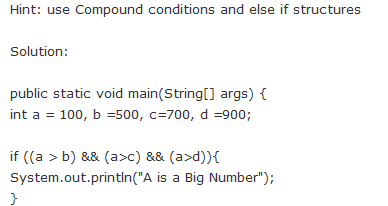 Hint: use Compound conditions and else if structures
Solution:
public static void main(String[] args) {
int a = 100, b =500, c=700, d =900;
if ((a > b) && (a>c) && (a>d)){
System.out.println("A is a Big Number");
}